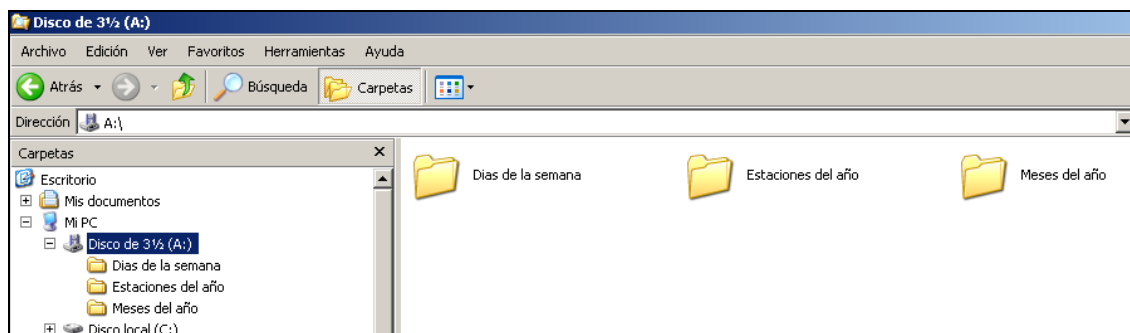 Disco de 3½ (A:)
Archivo Edición Ver Favoritos Herramientas Ayuda
Atrás Búsqueda Carpetas
Dirección A:\
Carpetas
Escritorio
Mis documentos
Mi PC
Disco de 3½ (A:)
Dias de la semana
Estaciones del año
Meses del año
Disco local (C:)
Dias de la semana
Estaciones del año
Meses del año